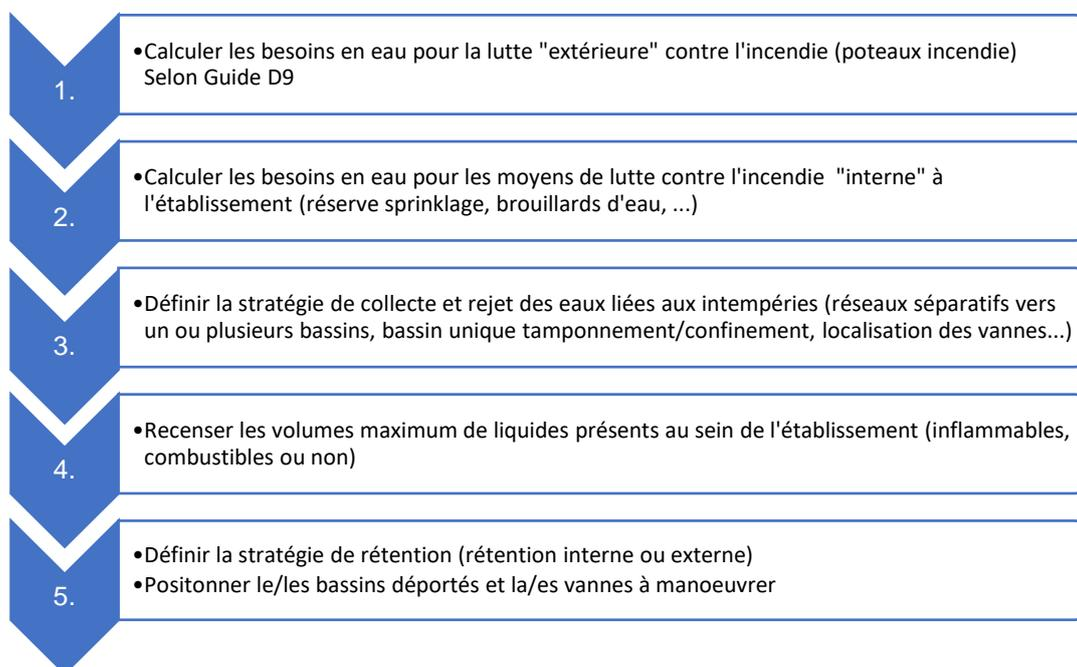 1.
•Calculer les besoins en eau pour la lutte "extérieure" contre l'incendie (poteaux incendie)
Selon Guide D9
2.
•Calculer les besoins en eau pour les moyens de lutte contre l'incendie "interne" à
l'établissement (réserve sprinklage, brouillards d'eau, ...)
3.
•Définir la stratégie de collecte et rejet des eaux liées aux intempéries (réseaux séparatifs vers
un ou plusieurs bassins, bassin unique tamponnement/confinement, localisation des vannes...)
4.
•Recenser les volumes maximum de liquides présents au sein de l'établissement (inflammables,
combustibles ou non)
5.
•Définir la stratégie de rétention (rétention interne ou externe)
•Positonner le/les bassins déportés et la/es vannes à manoeuvrer